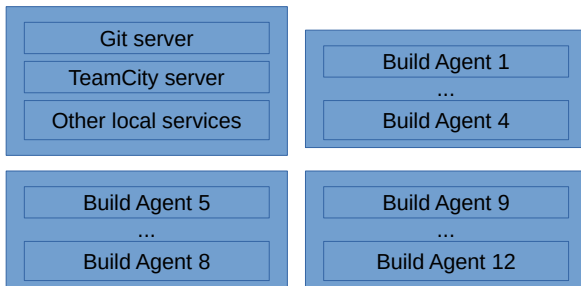 Git server
TeamCity server
Other local services
Build Agent 1
...
Build Agent 4
Build Agent 5
...
Build Agent 8
Build Agent 9
...
Build Agent 12